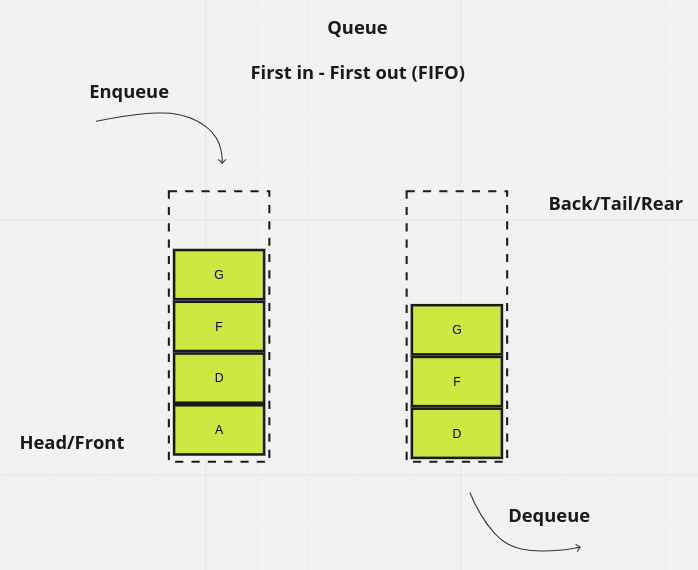 Queue
First in - First out (FIFO)
Enqueue
Back/Tail/Rear
G
F
D
A
G
F
D
Head/Front
Dequeue